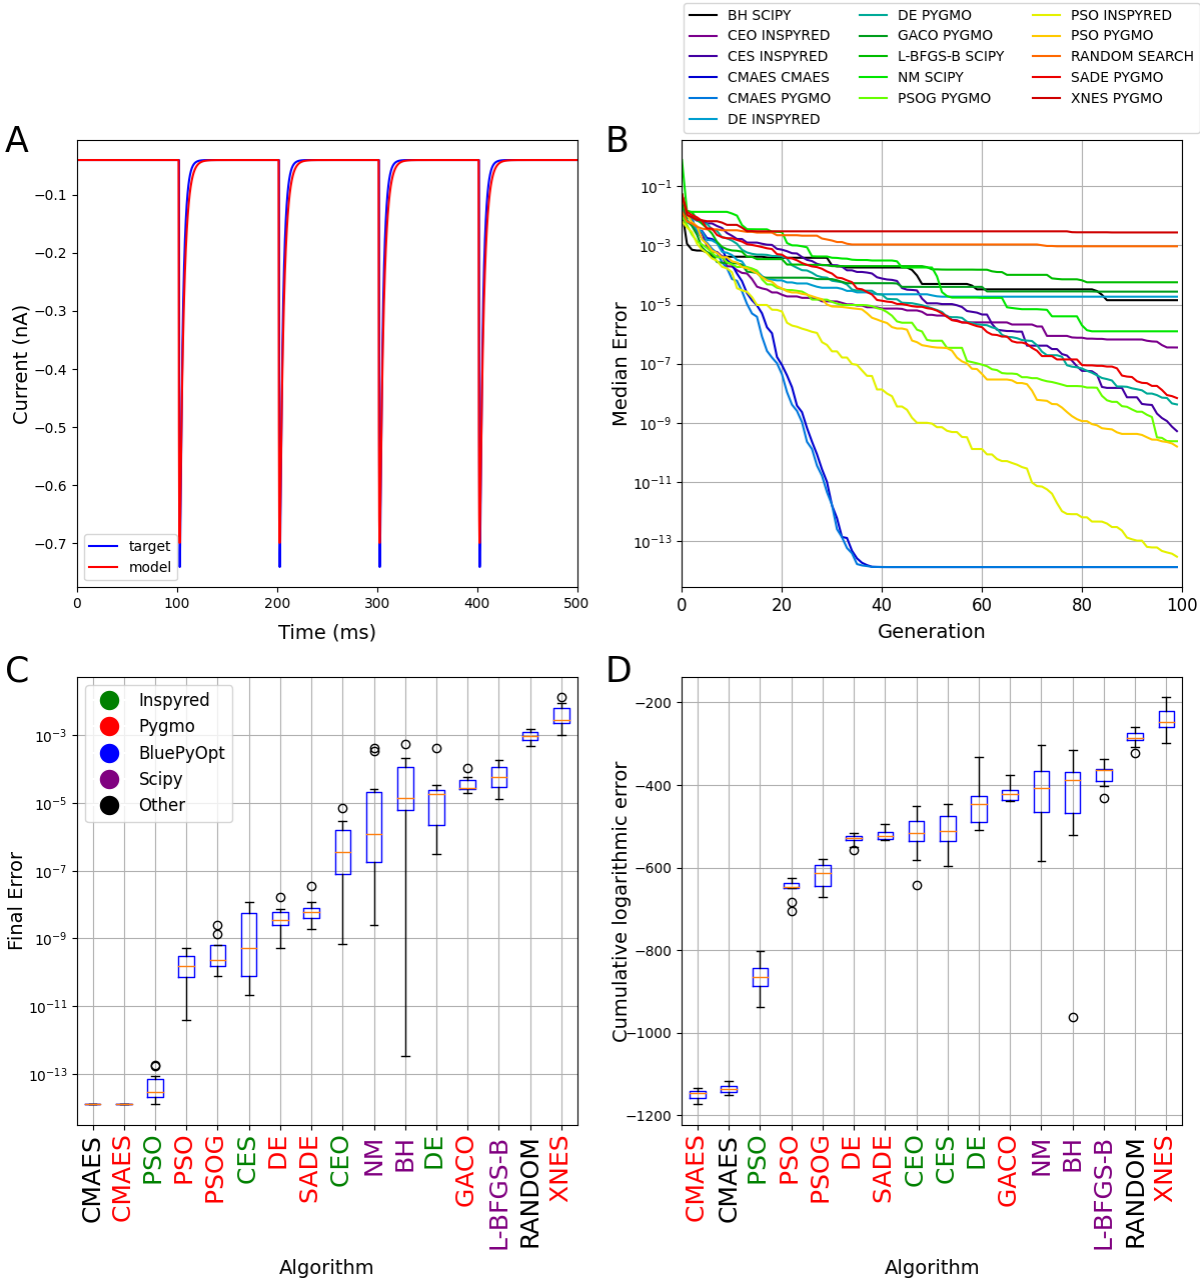 BH SCIPY
CEO INSPYRED
CES INSPYRED
CMAES CMAES
CMAES PYGMO
DE INSPYRED
DE PYGMO
GACO PYGMO
L-BFGS-B SCIPY
NM SCIPY
PSOG PYGMO
PSO INSPYRED
PSO PYGMO
RANDOM SEARCH
SADE PYGMO
XNES PYGMO
A
Current (nA)
−0.1
−0.2
−0.3
−0.4
−0.5
−0.6
−0.7
target
model
0 100 200 300 400 500
Time (ms)
B
Median Error
10⁻¹
10⁻³
10⁻⁵
10⁻⁷
10⁻⁹
10⁻¹¹
10⁻¹³
0 20 40 60 80 100
Generation
C
Final Error
Inspyred
Pygmo
BluePyOpt
Scipy
Other
10⁻³
10⁻⁵
10⁻⁷
10⁻⁹
10⁻¹¹
10⁻¹³
CMAES
CMAES
PSO
PSO
PSOG
CES
DE
SADE
CEO
NM
BH
DE
GACO
L-BFGS-B
RANDOM
XNES
Algorithm
D
Cumulative logarithmic error
−200
−400
−600
−800
−1000
−1200
CMAES
CMAES
PSO
PSO
PSOG
DE
SADE
CEO
CES
DE
GACO
NM
BH
L-BFGS-B
RANDOM
XNES
Algorithm